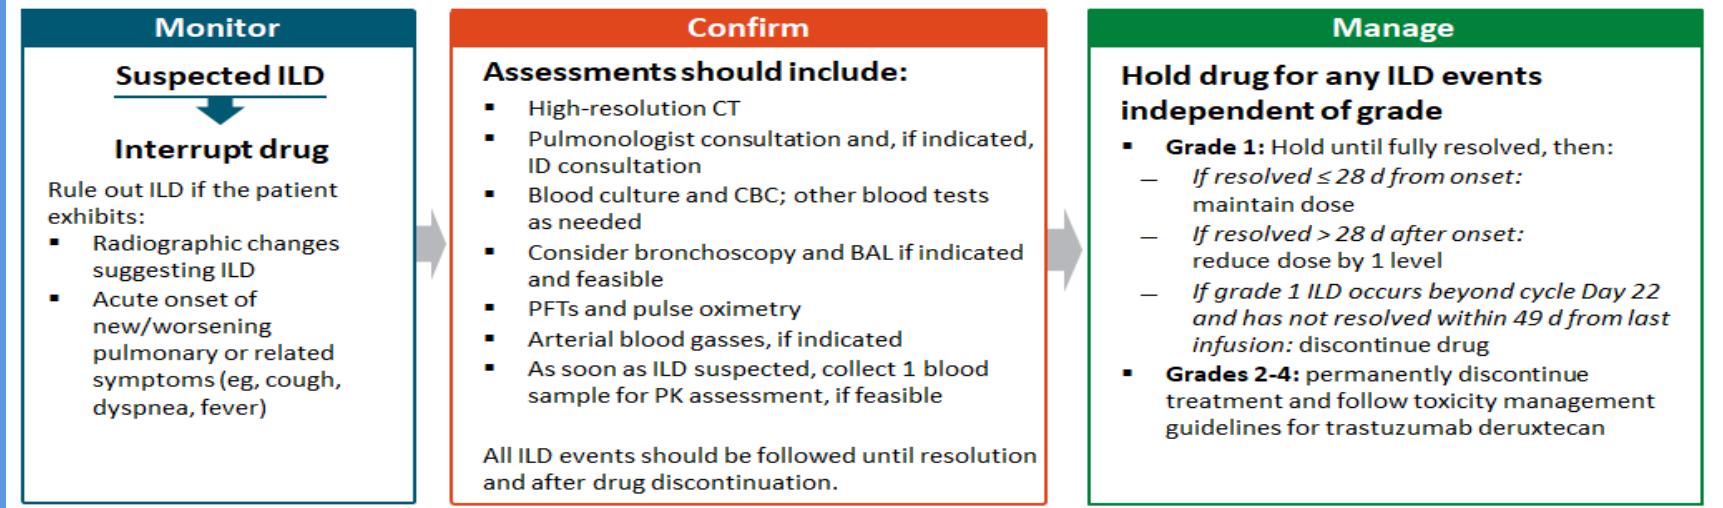 Monitor
Suspected ILD
Interrupt drug
Rule out ILD if the patient
exhibits:
▪ Radiographic changes
suggesting ILD
▪ Acute onset of
new/worsening
pulmonary or related
symptoms (eg, cough,
dyspnea, fever)
Confirm
Assessments should include:
▪ High-resolution CT
▪ Pulmonologist consultation and, if indicated,
ID consultation
▪ Blood culture and CBC; other blood tests
as needed
▪ Consider bronchoscopy and BAL if indicated
and feasible
▪ PFTs and pulse oximetry
▪ Arterial blood gasses, if indicated
▪ As soon as ILD suspected, collect 1 blood
sample for PK assessment, if feasible
All ILD events should be followed until resolution
and after drug discontinuation.
Manage
Hold drug for any ILD events
independent of grade
▪ Grade 1: Hold until fully resolved, then:
— If resolved ≤ 28 d from onset:
maintain dose
— If resolved > 28 d after onset:
reduce dose by 1 level
— If grade 1 ILD occurs beyond cycle Day 22
and has not resolved within 49 d from last
infusion: discontinue drug
▪ Grades 2-4: permanently discontinue
treatment and follow toxicity management
guidelines for trastuzumab deruxtecan